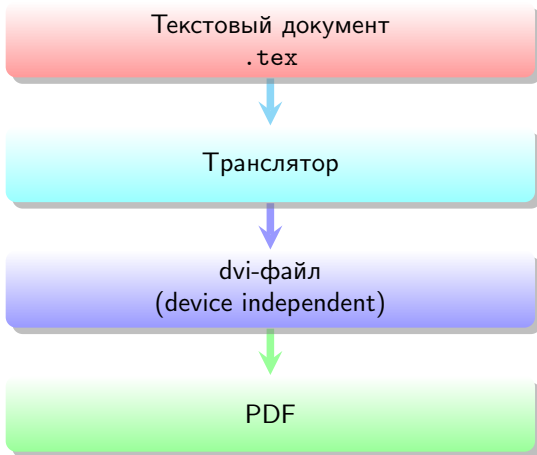 Текстовый документ
.tex
Транслятор
dvi-файл
(device independent)
PDF